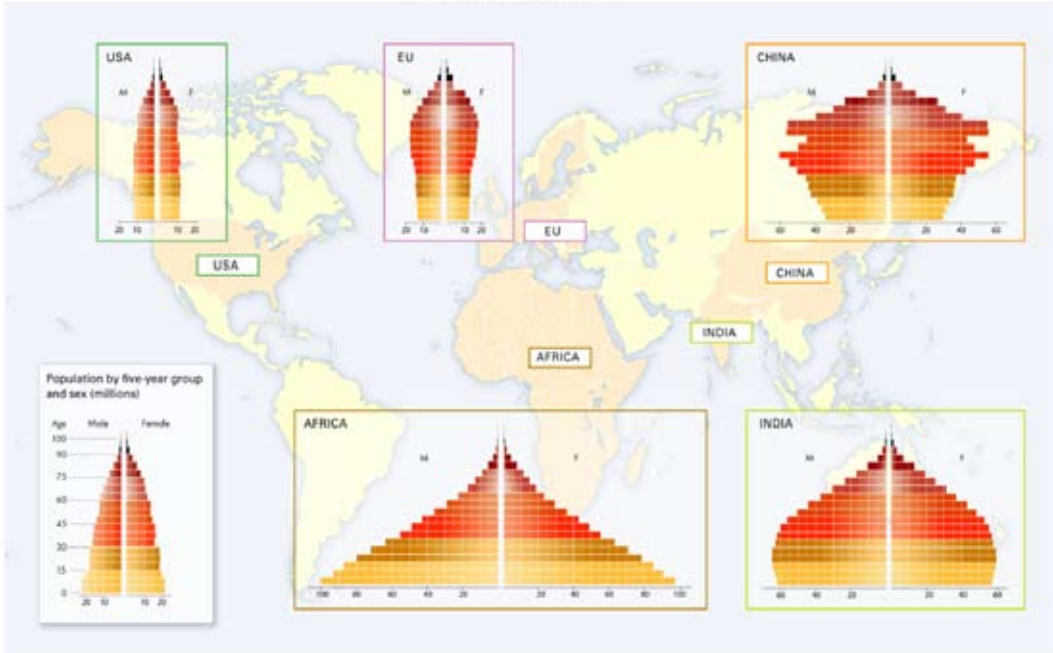 USA
M F
20 10 10 20
EU
M F
20 10 10 20
CHINA
M F
60 40 20 20 40 60
EU
USA
CHINA
INDIA
AFRICA
Population by five-year group
and sex (millions)
Age Male Female
100
90
75
60
45
30
15
0
20 10 10 20
AFRICA
M F
100 80 60 40 20 20 40 60 80 100
INDIA
M F
60 40 20 20 40 60